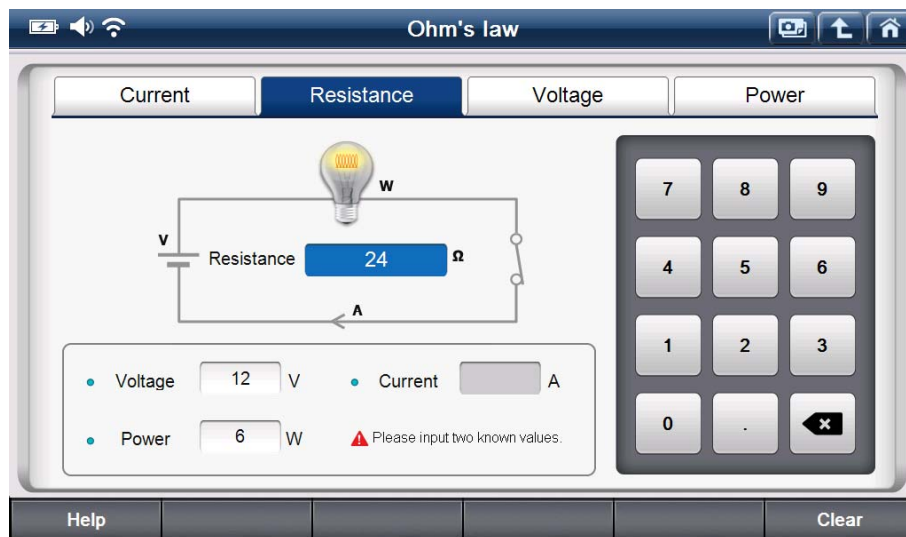 Ohm's law
Current Resistance Voltage Power
W
V
Resistance 24 Ω
A
Voltage 12 V Current A
Power 6 W Please input two known values.
7 8 9
4 5 6
1 2 3
0 .
Help Clear